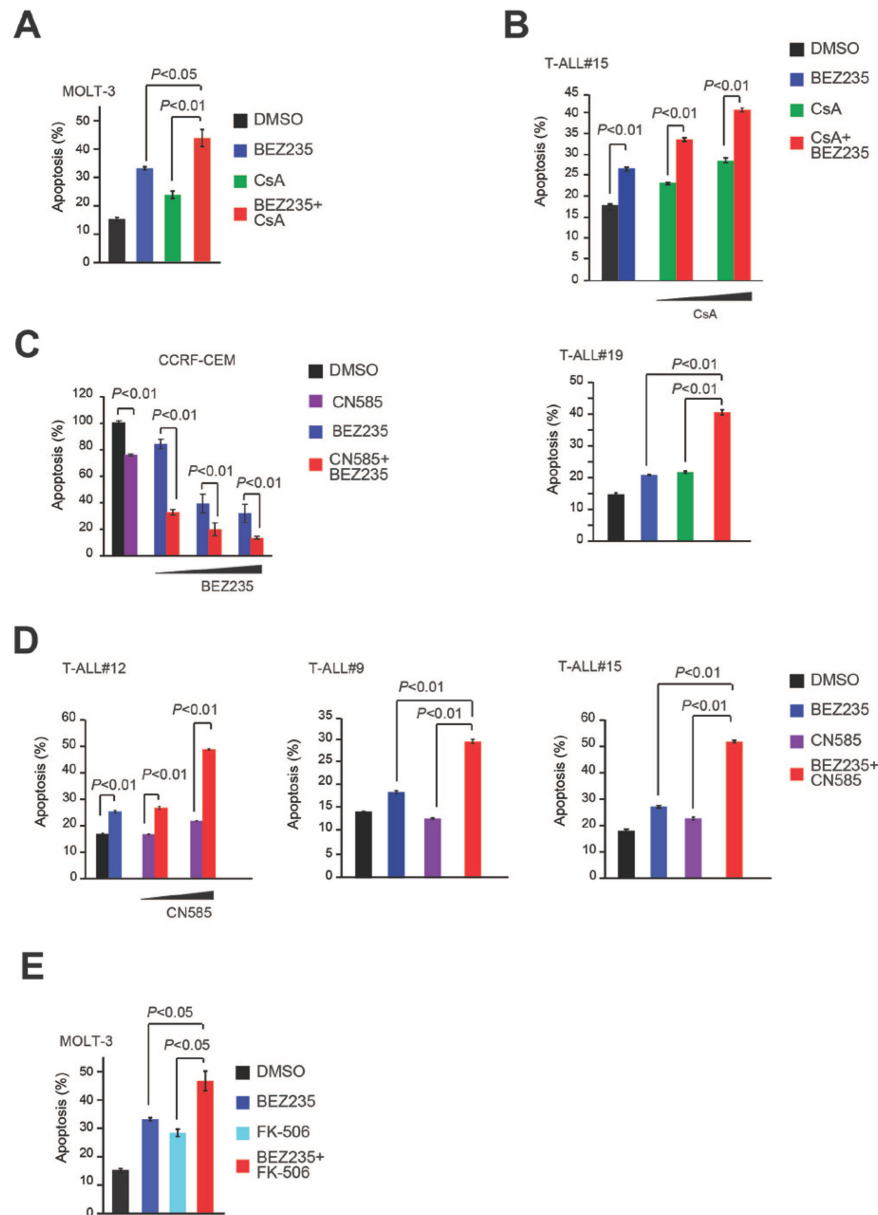 A
MOLT-3
P<0.05
P<0.01
Apoptosis (%)
50
40
30
20
10
0
DMSO
BEZ235
CsA
BEZ235+
CsA
B
T-ALL#15
P<0.01
P<0.01
P<0.01
Apoptosis (%)
45
40
35
30
25
20
15
10
5
0
CsA
DMSO
BEZ235
CsA
CsA+
BEZ235
T-ALL#19
P<0.01
P<0.01
Apoptosis (%)
50
40
30
20
15
10
5
0
C
CCRF-CEM
P<0.01
P<0.01
P<0.01
P<0.01
Apoptosis (%)
120
100
80
60
40
20
0
BEZ235
DMSO
CN585
BEZ235
CN585+
BEZ235
D
T-ALL#12
P<0.01
P<0.01
P<0.01
Apoptosis (%)
60
50
40
30
20
10
0
CN585
T-ALL#9
P<0.01
P<0.01
Apoptosis (%)
35
30
25
20
15
10
5
0
T-ALL#15
P<0.01
P<0.01
Apoptosis (%)
60
50
40
30
20
10
0
DMSO
BEZ235
CN585
BEZ235+
CN585
E
MOLT-3
P<0.05
P<0.05
Apoptosis (%)
50
40
30
20
10
0
DMSO
BEZ235
FK-506
BEZ235+
FK-506